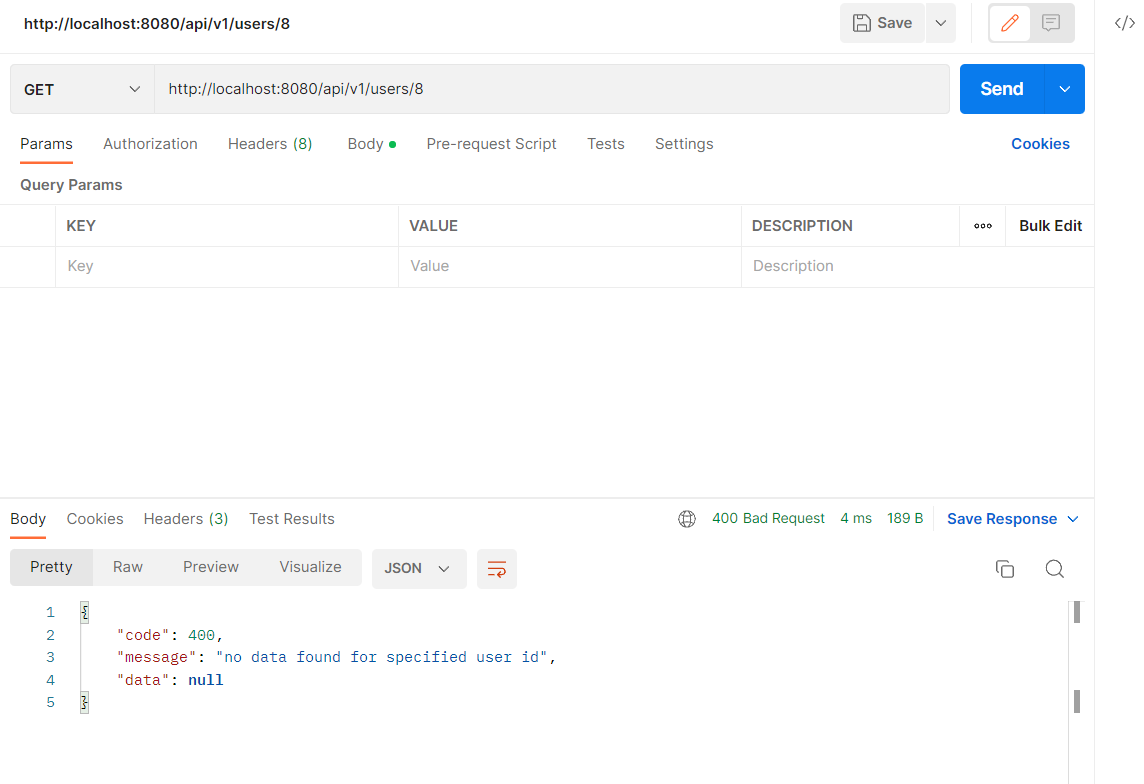 http://localhost:8080/api/v1/users/8 Save
GET http://localhost:8080/api/v1/users/8 Send
Params Authorization Headers (8) Body Pre-request Script Tests Settings Cookies
Query Params
KEY VALUE DESCRIPTION Bulk Edit
Key Value Description
Body Cookies Headers (3) Test Results 400 Bad Request 4 ms 189 B Save Response
Pretty Raw Preview Visualize JSON
1 {
2 "code": 400,
3 "message": "no data found for specified user id",
4 "data": null
5 }